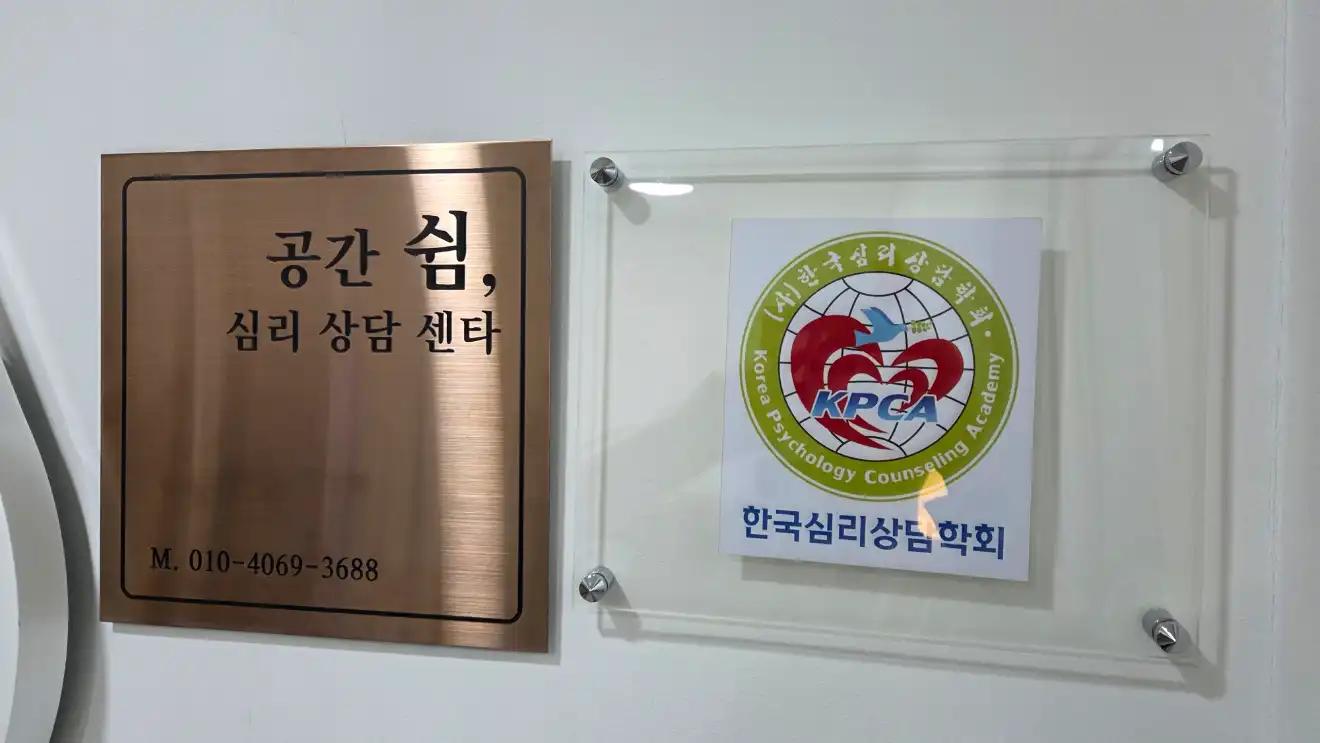 공간 쉼,
심리 상담 센타
M. 010-4069-3688
(사)한국심리상담학회
KPCA
Korea Psychology Counseling Academy
한국심리상담학회